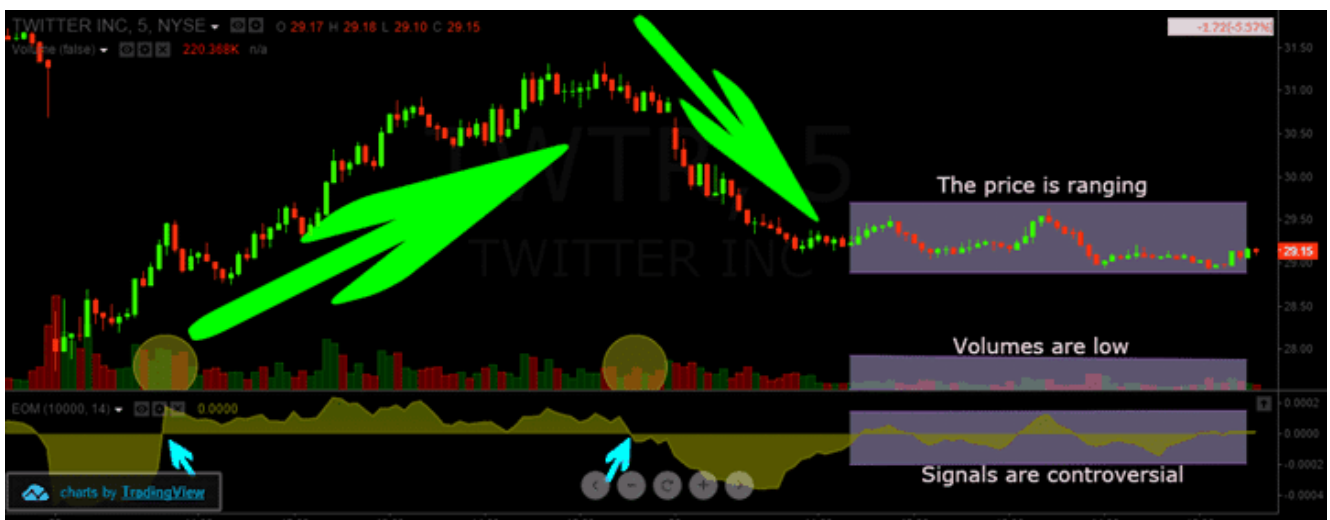 TWITTER INC, 5, NYSE O 29.17 H 29.18 L 29.10 C 29.15
-1.72(-5.57%)
Volume (false) 220.368K n/a
31.50
31.00
30.50
TWTR, 5
30.00
The price is ranging
29.50
TWITTER INC
29.15
29.00
28.50
Volumes are low
28.00
EOM (10000, 14) 0.0000
0.0002
0.0000
-0.0002
Signals are controversial
charts by TradingView
-0.0004